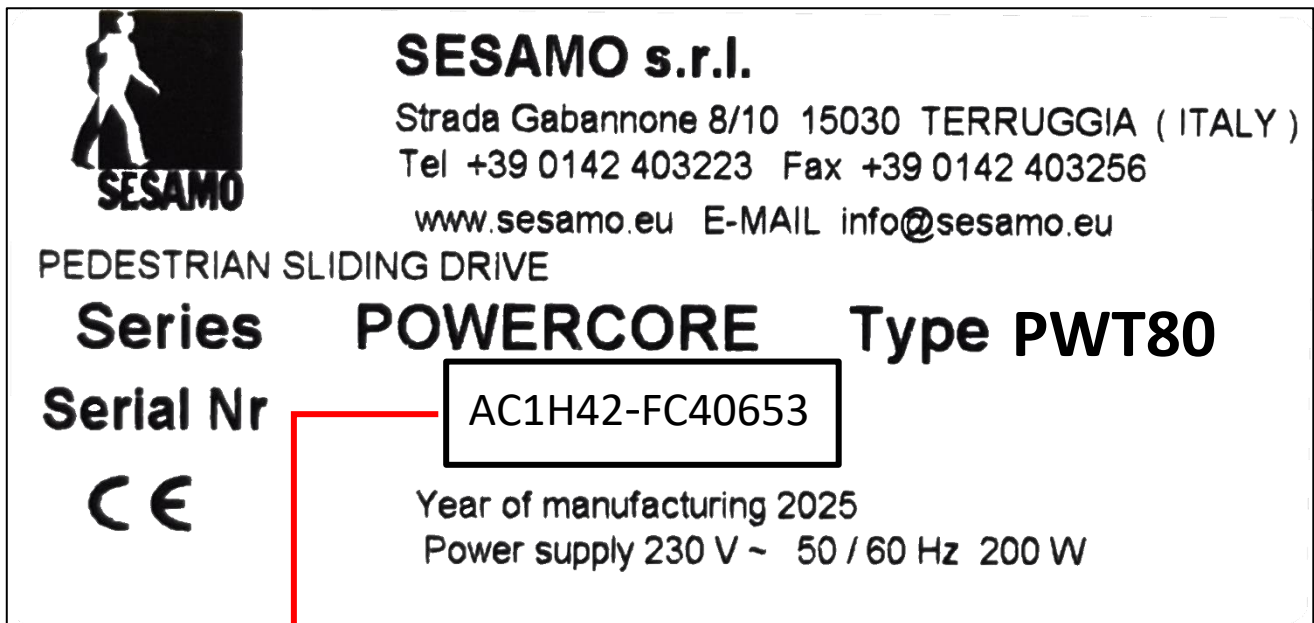 SESAMO
SESAMO s.r.l.
Strada Gabannone 8/10 15030 TERRUGGIA ( ITALY )
Tel +39 0142 403223 Fax +39 0142 403256
www.sesamo.eu E-MAIL info@sesamo.eu
PEDESTRIAN SLIDING DRIVE
Series POWERCORE Type PWT80
Serial Nr AC1H42-FC40653
CE
Year of manufacturing 2025
Power supply 230 V ~ 50 / 60 Hz 200 W